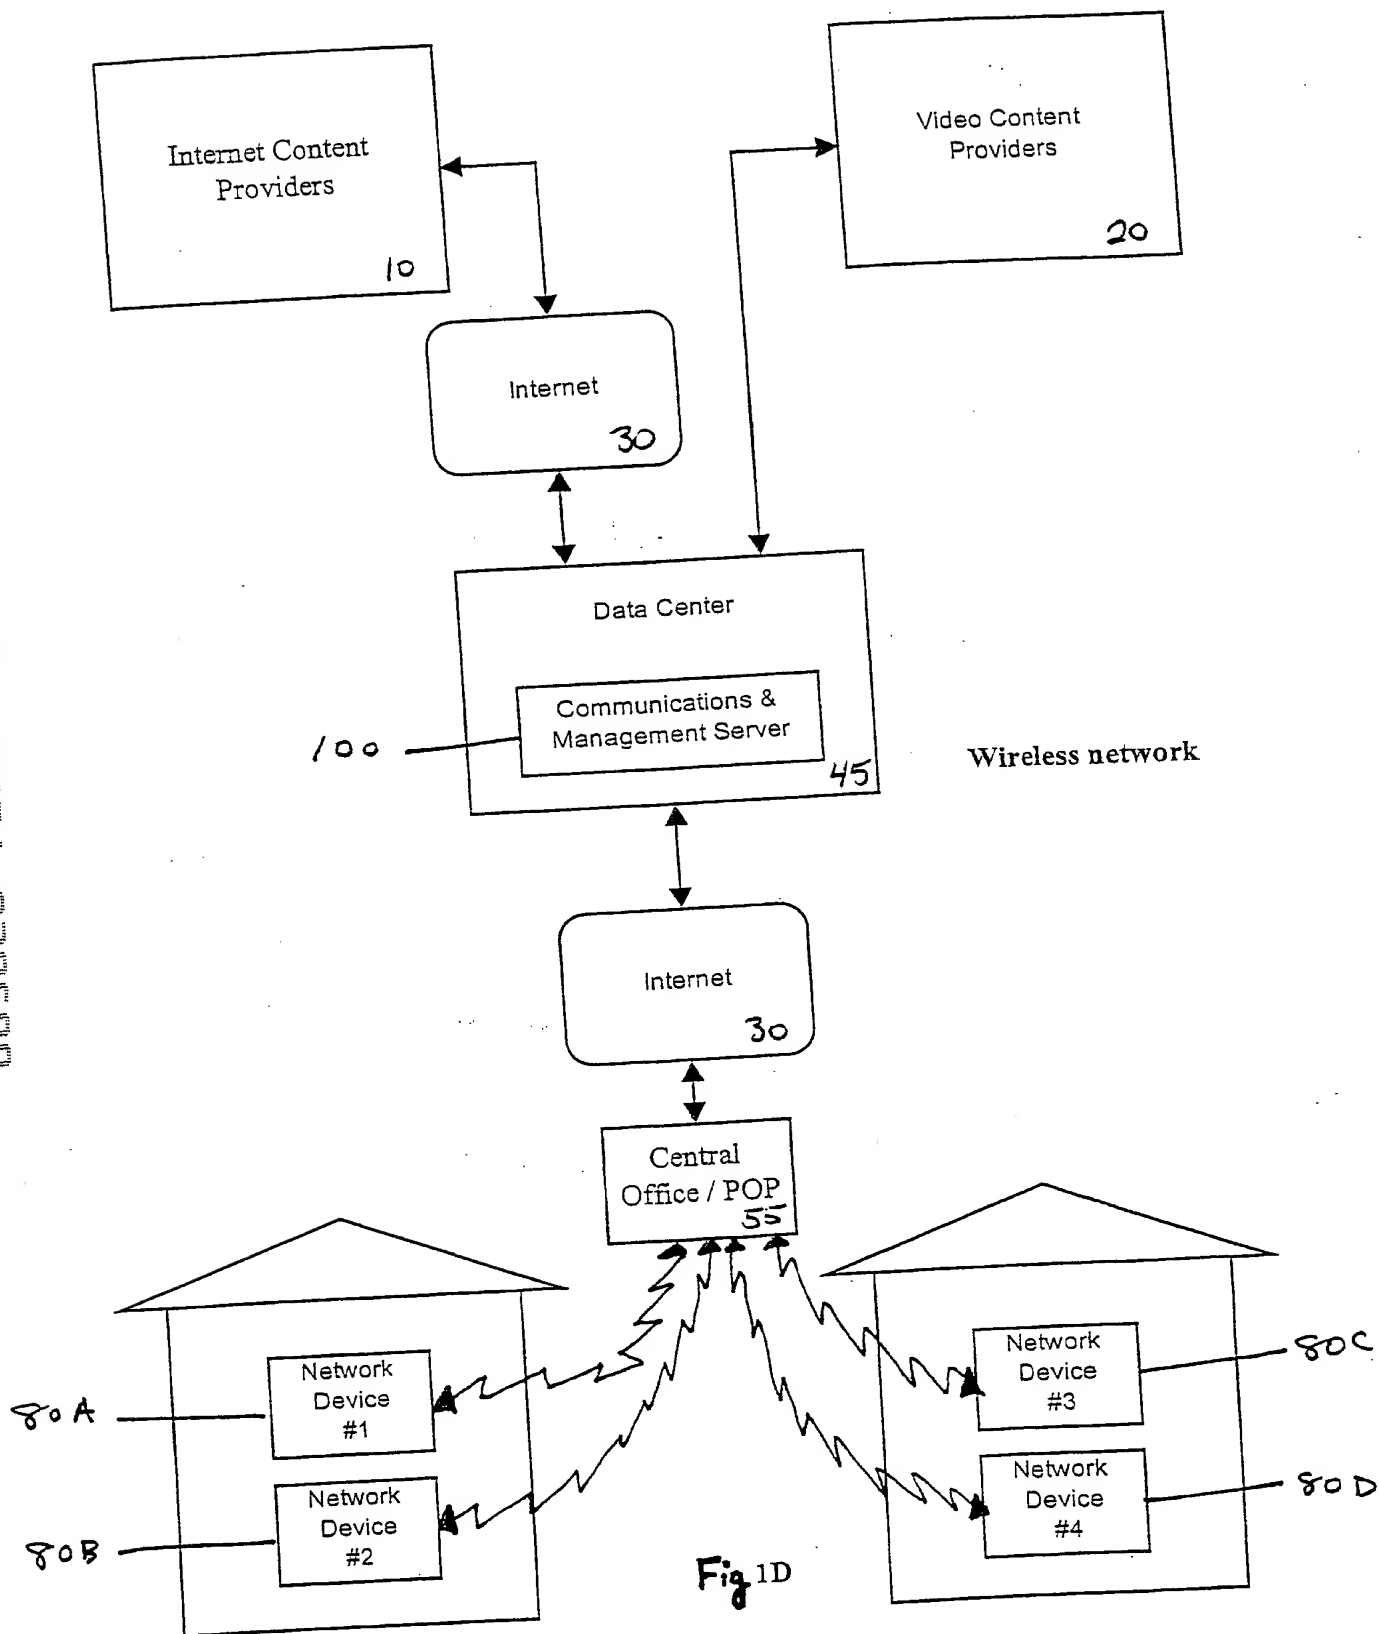 Internet Content
Providers
10
Video Content
Providers
20
Internet
30
Data Center
Communications &
Management Server
100
45
Wireless network
Internet
30
Central
Office / POP
55
Network
Device
#1
80A
Network
Device
#2
80B
Network
Device
#3
80C
Network
Device
#4
80D
Fig 1D